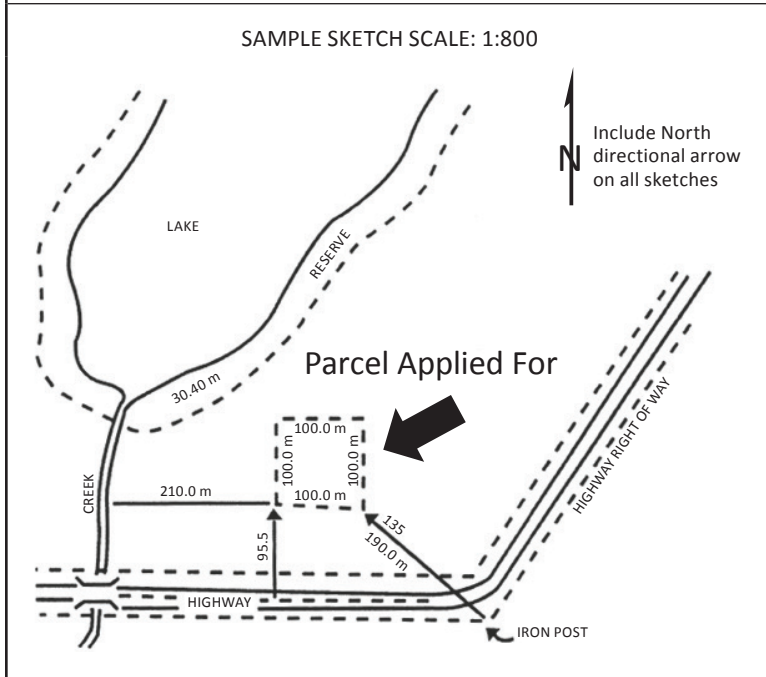 SAMPLE SKETCH SCALE: 1:800
N
Include North
directional arrow
on all sketches
LAKE
RESERVE
30.40 m
Parcel Applied For
100.0 m
100.0 m
100.0 m
100.0 m
HIGHWAY RIGHT OF WAY
CREEK
210.0 m
95.5
135
190.0 m
HIGHWAY
IRON POST